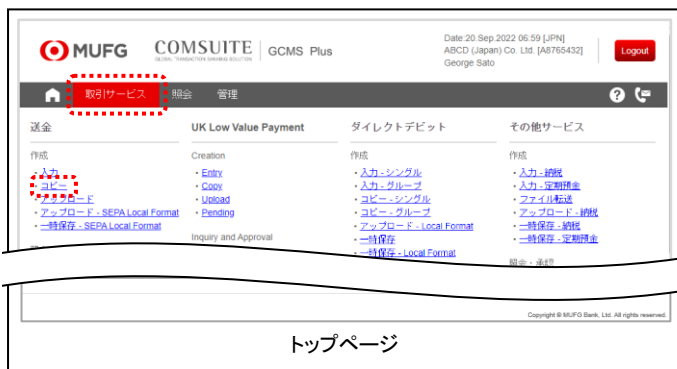 MUFG COMSUITE GCMS Plus
GLOBAL TRANSACTION BANKING SOLUTION
Date:20 Sep 2022 06:59 [JPN]
ABCD (Japan) Co. Ltd. [A8765432]
George Sato
Logout
取引サービス 照会 管理
送金
作成
・入力
・コピー
・アップロード
・アップロード - SEPA Local Format
・一時保存 - SEPA Local Format
UK Low Value Payment
Creation
・Entry
・Copy
・Upload
・Pending
Inquiry and Approval
ダイレクトデビット
作成
・入力 - シングル
・入力 - グループ
・コピー - シングル
・コピー - グループ
・アップロード - Local Format
・一時保存
・一時保存 - Local Format
その他サービス
作成
・入力 - 納税
・入力 - 定期預金
・ファイル転送
・アップロード - 納税
・一時保存 - 納税
・一時保存 - 定期預金
照会・承認
Copyright © MUFG Bank, Ltd. All rights reserved.
トップページ